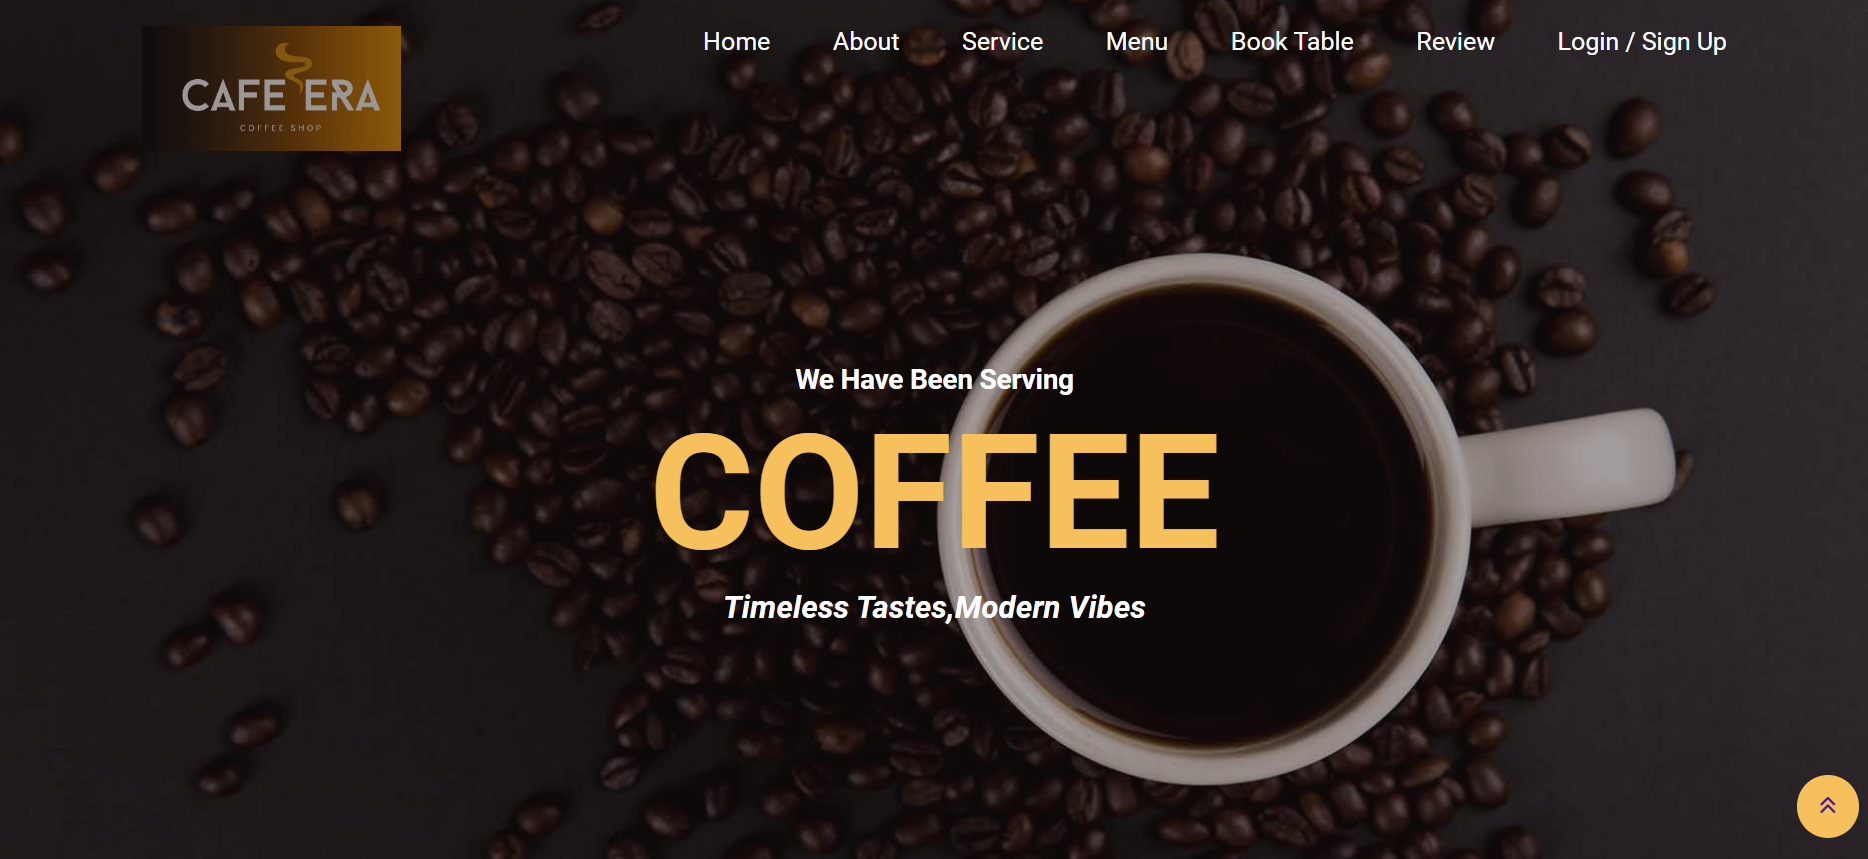 CAFE ERA
COFFEE SHOP
Home About Service Menu Book Table Review Login / Sign Up
We Have Been Serving
COFFEE
Timeless Tastes,Modern Vibes